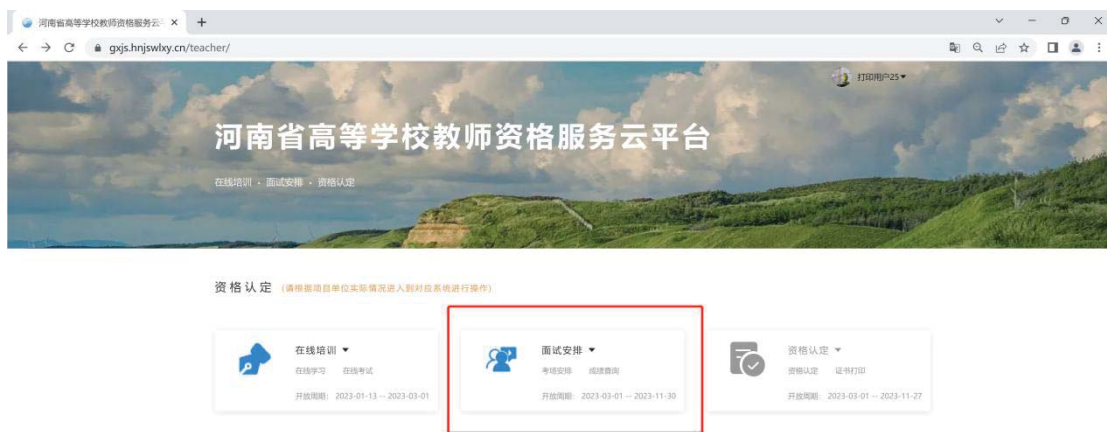 河南省高等学校教师资格服务云平
gxjs.hnjswlxy.cn/teacher/
打印用户25
河南省高等学校教师资格服务云平台
在线培训 · 面试安排 · 资格认定
资格认定 (请根据项目单位实际情况进入到对应系统进行操作)
在线培训
在线学习 在线考试
开放周期: 2023-01-13 -- 2023-03-01
面试安排
考场安排 成绩查询
开放周期: 2023-03-01 -- 2023-11-30
资格认定
资格认定 证书打印
开放周期: 2023-03-01 -- 2023-11-27